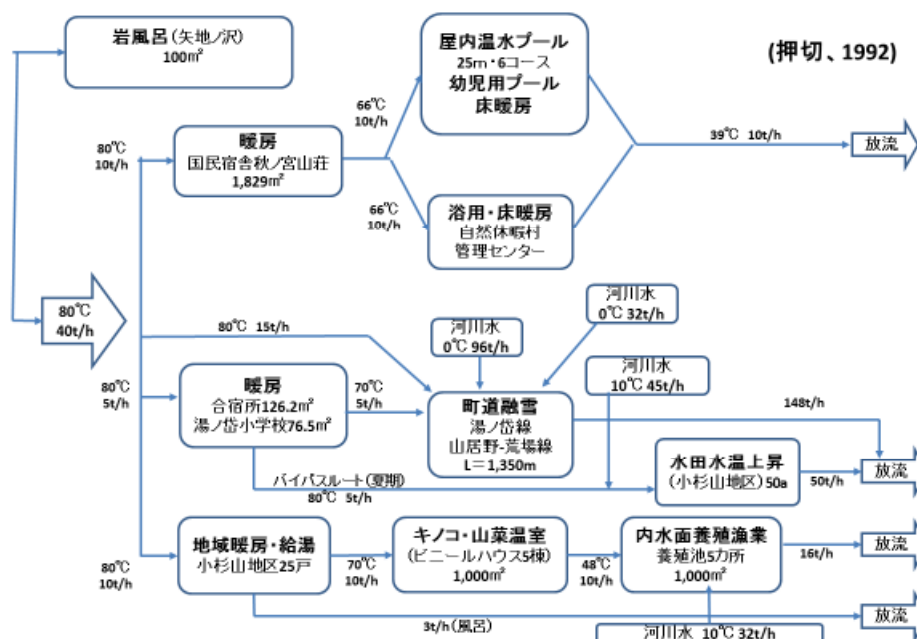 岩風呂(矢地ノ沢)
100㎡
屋内温水プール
25m・6コース
幼児用プール
床暖房
(押切、1992)
66℃
10t/h
80℃
10t/h
暖房
国民宿舎秋ノ宮山荘
1,829㎡
39℃ 10t/h
放流
66℃
10t/h
浴用・床暖房
自然休暇村
管理センター
80℃
40t/h
80℃ 15t/h
河川水
0℃ 96t/h
河川水
0℃ 32t/h
河川水
10℃ 45t/h
80℃
5t/h
暖房
合宿所126.2㎡
湯ノ岱小学校76.5㎡
70℃
5t/h
町道融雪
湯ノ岱線
山居野-荒場線
L=1,350m
148t/h
バイパスルート(夏期)
80℃ 5t/h
水田水温上昇
(小杉山地区)50a
50t/h
放流
80℃
10t/h
地域暖房・給湯
小杉山地区25戸
70℃
10t/h
キノコ・山菜温室
(ビニールハウス5棟)
1,000㎡
48℃
10t/h
内水面養殖漁業
養殖池5カ所
1,000㎡
16t/h
放流
3t/h(風呂)
放流
河川水 10℃ 32t/h